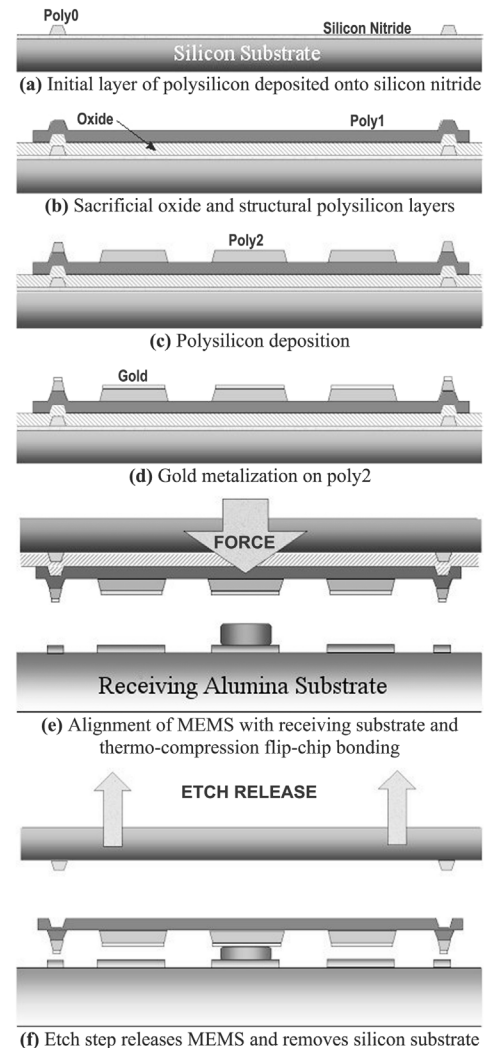 Poly0
Silicon Nitride
Silicon Substrate
(a) Initial layer of polysilicon deposited onto silicon nitride
Oxide
Poly1
(b) Sacrificial oxide and structural polysilicon layers
Poly2
(c) Polysilicon deposition
Gold
(d) Gold metalization on poly2
FORCE
Receiving Alumina Substrate
(e) Alignment of MEMS with receiving substrate and
thermo-compression flip-chip bonding
ETCH RELEASE
(f) Etch step releases MEMS and removes silicon substrate